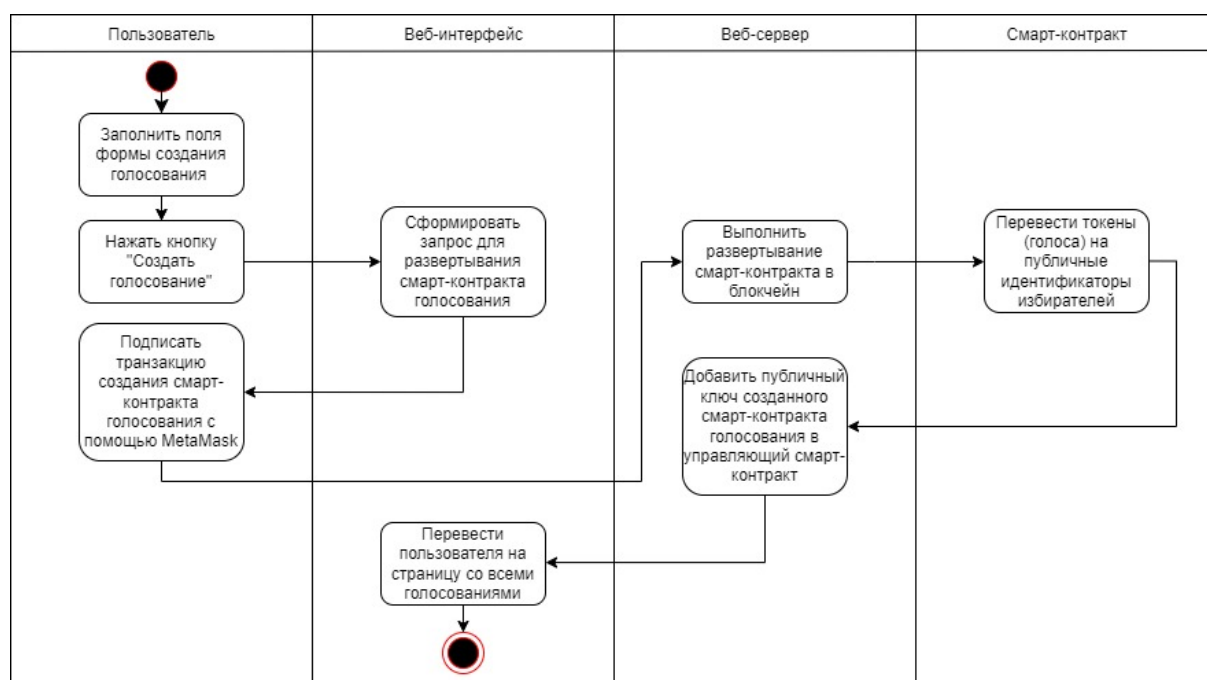 Пользователь
Веб-интерфейс
Веб-сервер
Смарт-контракт
Заполнить поля
формы создания
голосования
Нажать кнопку
"Создать
голосование"
Сформировать
запрос для
развертывания
смарт-контракта
голосования
Подписать
транзакцию
создания смарт-
контракта
голосования с
помощью MetaMask
Выполнить
развертывание
смарт-контракта в
блокчейн
Перевести токены
(голоса) на
публичные
идентификаторы
избирателей
Добавить публичный
ключ созданного
смарт-контракта
голосования в
управляющий смарт-
контракт
Перевести
пользователя на
страницу со всеми
голосованиями